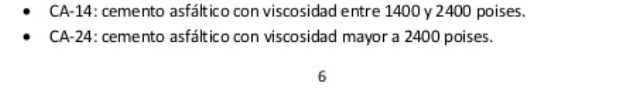 • CA-14: cemento asfáltico con viscosidad entre 1400 y 2400 poises.
• CA-24: cemento asfáltico con viscosidad mayor a 2400 poises.
6